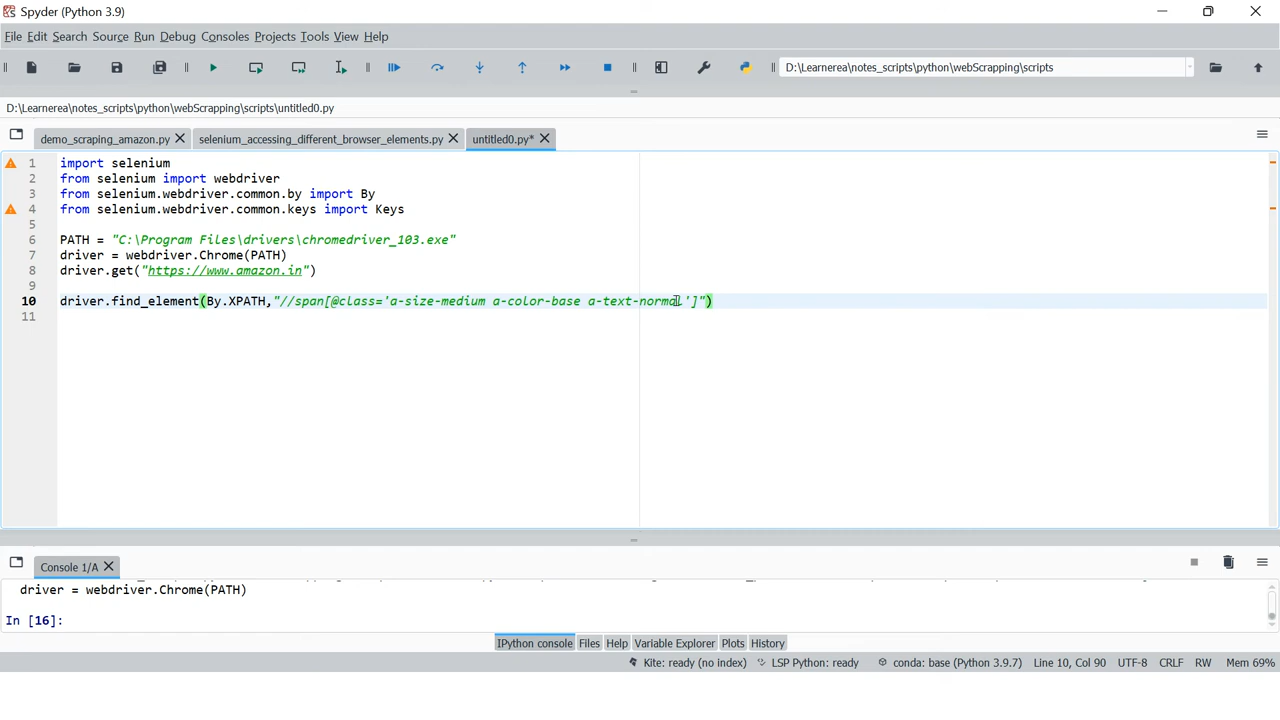 Spyder (Python 3.9)
File Edit Search Source Run Debug Consoles Projects Tools View Help
D:\Learnerea\notes_scripts\python\webScrapping\scripts
D:\Learnerea\notes_scripts\python\webScrapping\scripts\untitled0.py
demo_scraping_amazon.py selenium_accessing_different_browser_elements.py untitled0.py*
1 import selenium
2 from selenium import webdriver
3 from selenium.webdriver.common.by import By
4 from selenium.webdriver.common.keys import Keys
5
6 PATH = "C:\Program Files\drivers\chromedriver_103.exe"
7 driver = webdriver.Chrome(PATH)
8 driver.get("https://www.amazon.in")
9
10 driver.find_element(By.XPATH,"//span[@class='a-size-medium a-color-base a-text-normal']")
11
Console 1/A
driver = webdriver.Chrome(PATH)
In [16]:
IPython console Files Help Variable Explorer Plots History
Kite: ready (no index) LSP Python: ready conda: base (Python 3.9.7) Line 10, Col 90 UTF-8 CRLF RW Mem 69%